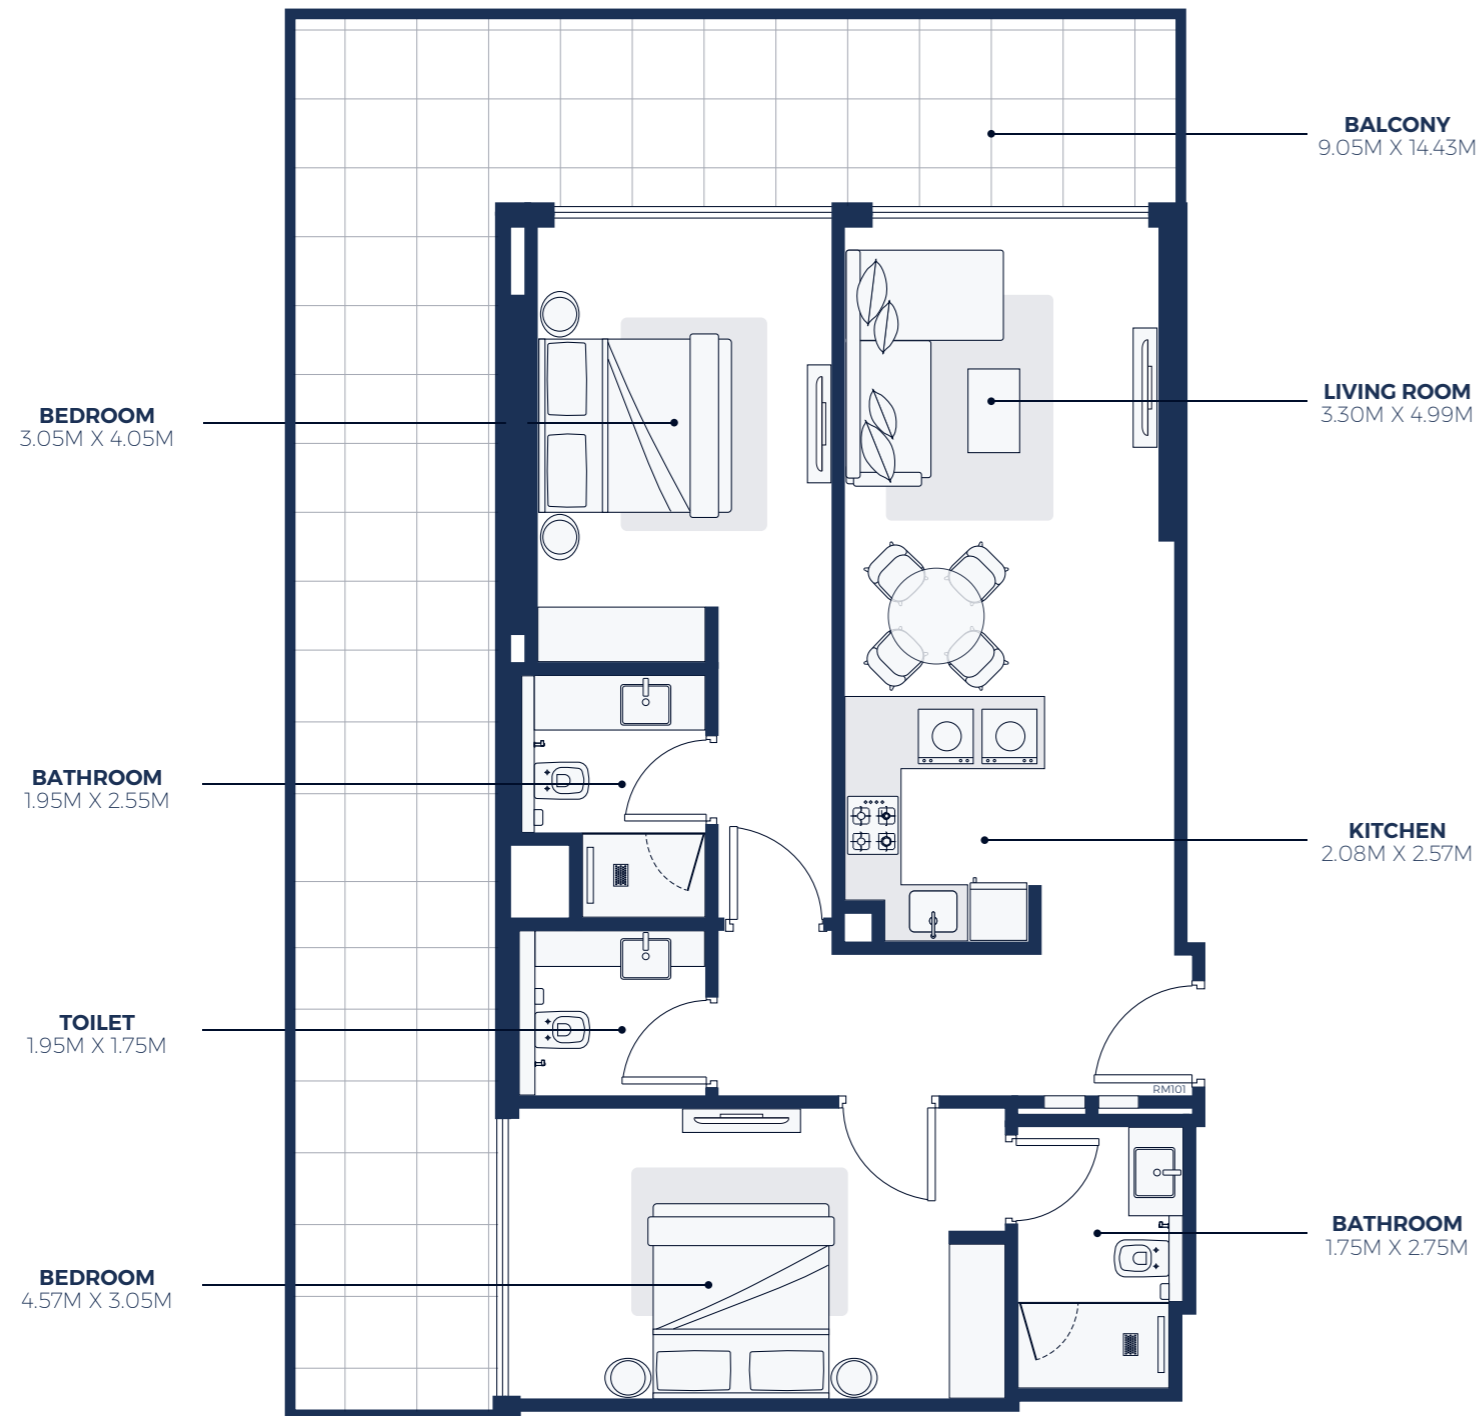 BALCONY
9.05M X 14.43M
BEDROOM
3.05M X 4.05M
LIVING ROOM
3.30M X 4.99M
BATHROOM
1.95M X 2.55M
KITCHEN
2.08M X 2.57M
TOILET
1.95M X 1.75M
RM101
BEDROOM
4.57M X 3.05M
BATHROOM
1.75M X 2.75M